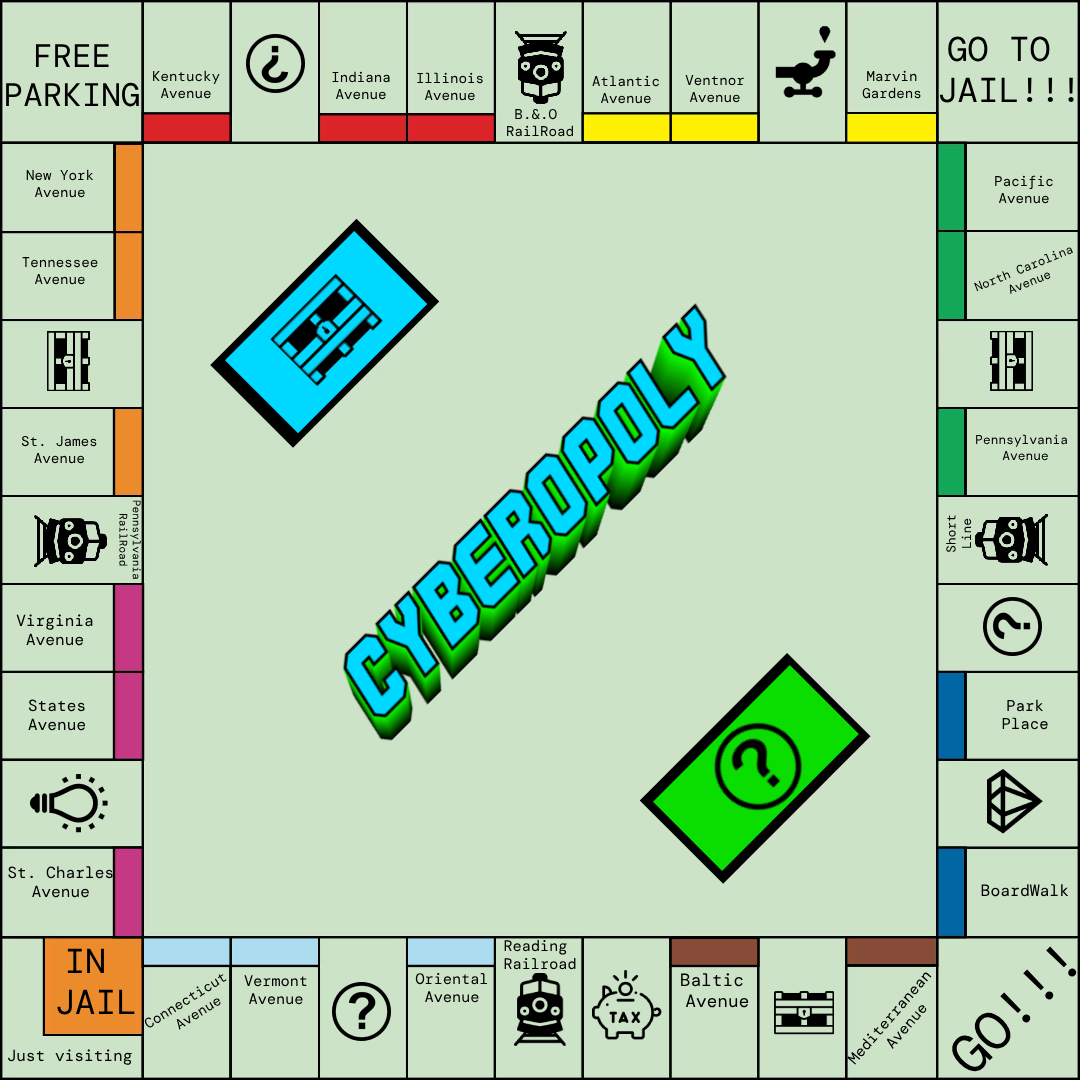 FREE
PARKING
Kentucky
Avenue
?
Indiana
Avenue
Illinois
Avenue
B.&.O
RailRoad
Atlantic
Avenue
Ventnor
Avenue
Marvin
Gardens
GO TO
JAIL!!!
New York
Avenue
Tennessee
Avenue
St. James
Avenue
Pennsylvania
RailRoad
Virginia
Avenue
States
Avenue
St. Charles
Avenue
CYBEROPOLY
?
Pacific
Avenue
North Carolina
Avenue
Pennsylvania
Avenue
Short
Line
?
Park
Place
BoardWalk
IN
JAIL
Just visiting
Connecticut
Avenue
Vermont
Avenue
?
Oriental
Avenue
Reading
Railroad
TAX
Baltic
Avenue
Mediterranean
Avenue
GO!!!